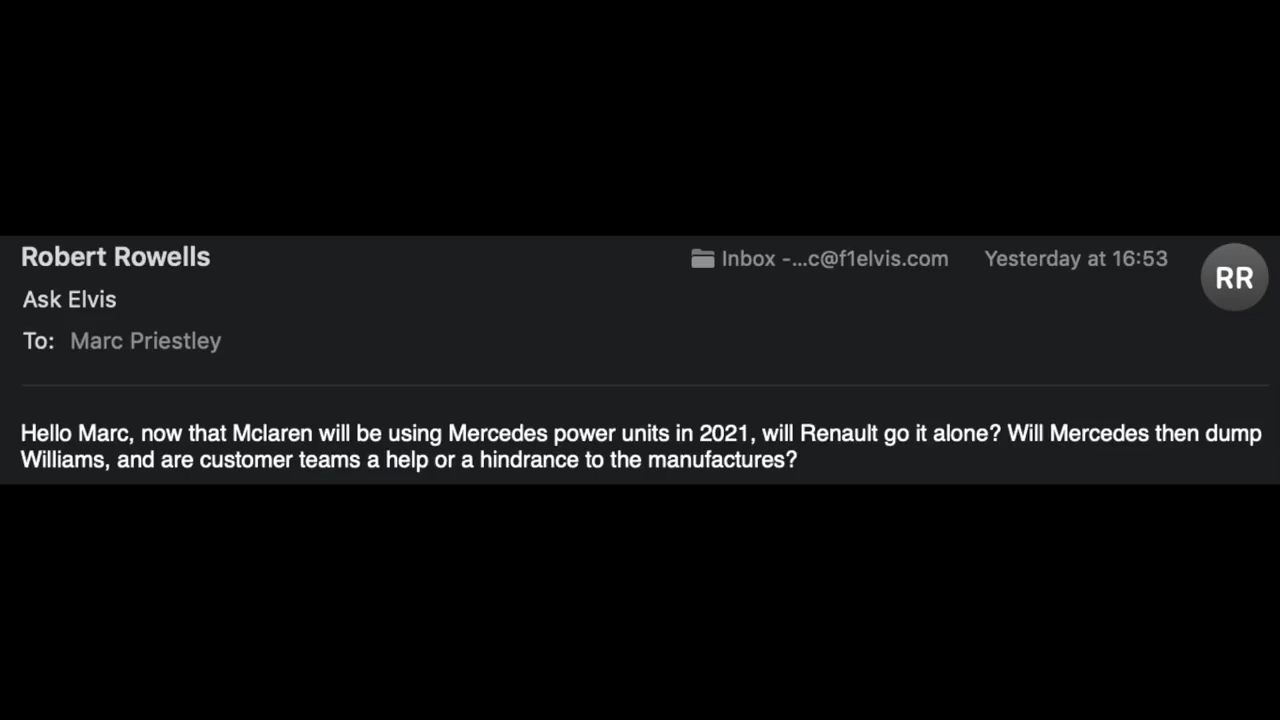 Robert Rowells
Inbox -...c@f1elvis.com
Yesterday at 16:53
RR
Ask Elvis
To: Marc Priestley
Hello Marc, now that Mclaren will be using Mercedes power units in 2021, will Renault go it alone? Will Mercedes then dump
Williams, and are customer teams a help or a hindrance to the manufactures?